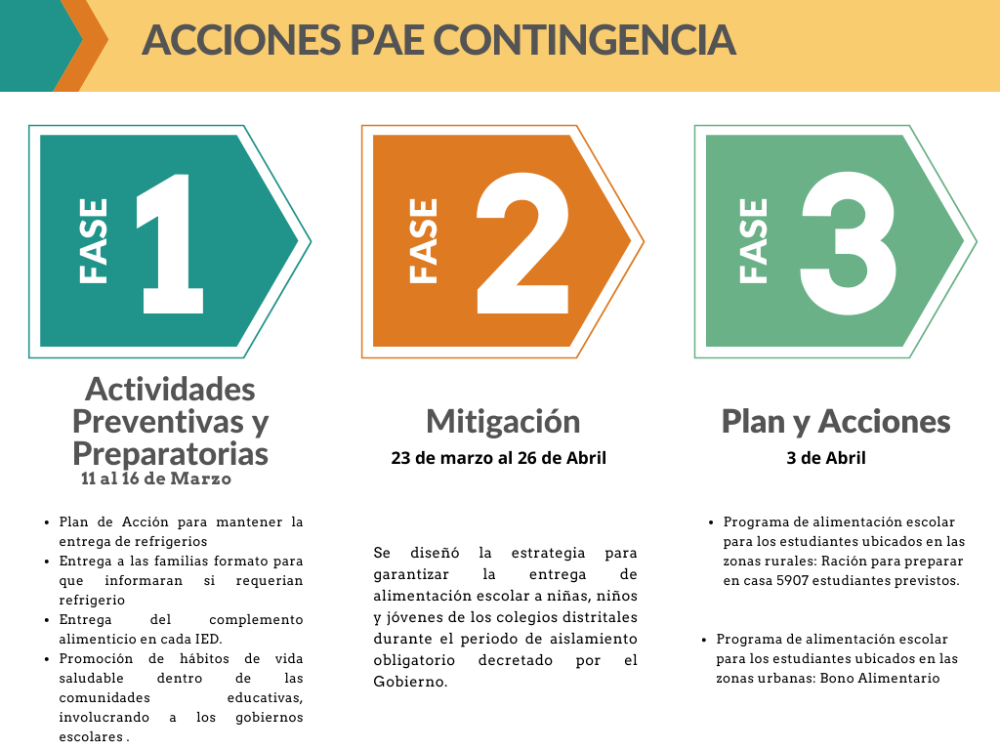 ACCIONES PAE CONTINGENCIA
FASE 1
Actividades
Preventivas y
Preparatorias
11 al 16 de Marzo
• Plan de Acción para mantener la
entrega de refrigerios
• Entrega a las familias formato para
que informaran si requerian
refrigerio
• Entrega del complemento
alimenticio en cada IED.
• Promoción de hábitos de vida
saludable dentro de las
comunidades educativas,
involucrando a los gobiernos
escolares .
FASE 2
Mitigación
23 de marzo al 26 de Abril
Se diseñó la estrategia para
garantizar la entrega de
alimentación escolar a niñas, niños
y jóvenes de los colegios distritales
durante el periodo de aislamiento
obligatorio decretado por el
Gobierno.
FASE 3
Plan y Acciones
3 de Abril
• Programa de alimentación escolar
para los estudiantes ubicados en las
zonas rurales: Ración para preparar
en casa 5907 estudiantes previstos.
• Programa de alimentación escolar
para los estudiantes ubicados en las
zonas urbanas: Bono Alimentario